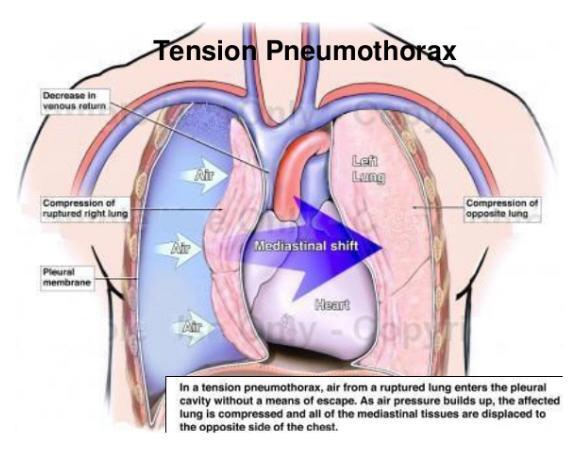 Tension Pneumothorax
Decrease in
venous return
Air
Left
Lung
Compression of
ruptured right lung
Compression of
opposite lung
Air
Mediastinal shift
Pleural
membrane
Heart
Air
Only - Copyr
In a tension pneumothorax, air from a ruptured lung enters the pleural
cavity without a means of escape. As air pressure builds up, the affected
lung is compressed and all of the mediastinal tissues are displaced to
the opposite side of the chest.